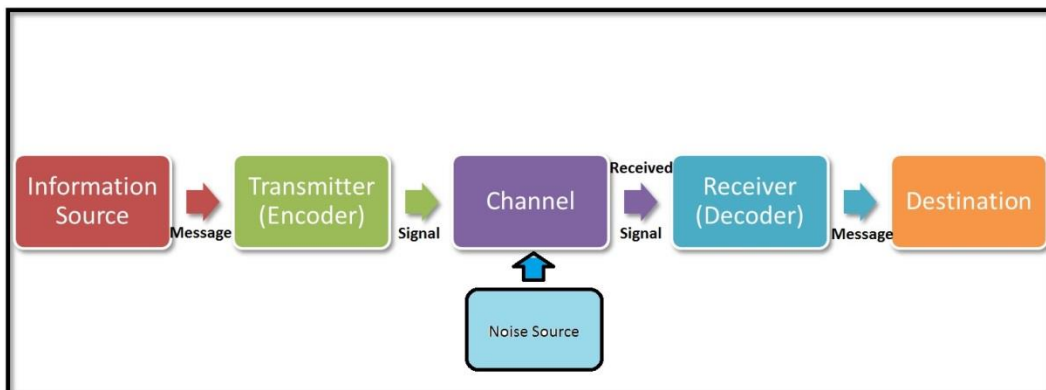 Information
Source
Message
Transmitter
(Encoder)
Signal
Channel
Received
Signal
Receiver
(Decoder)
Message
Destination
Noise Source